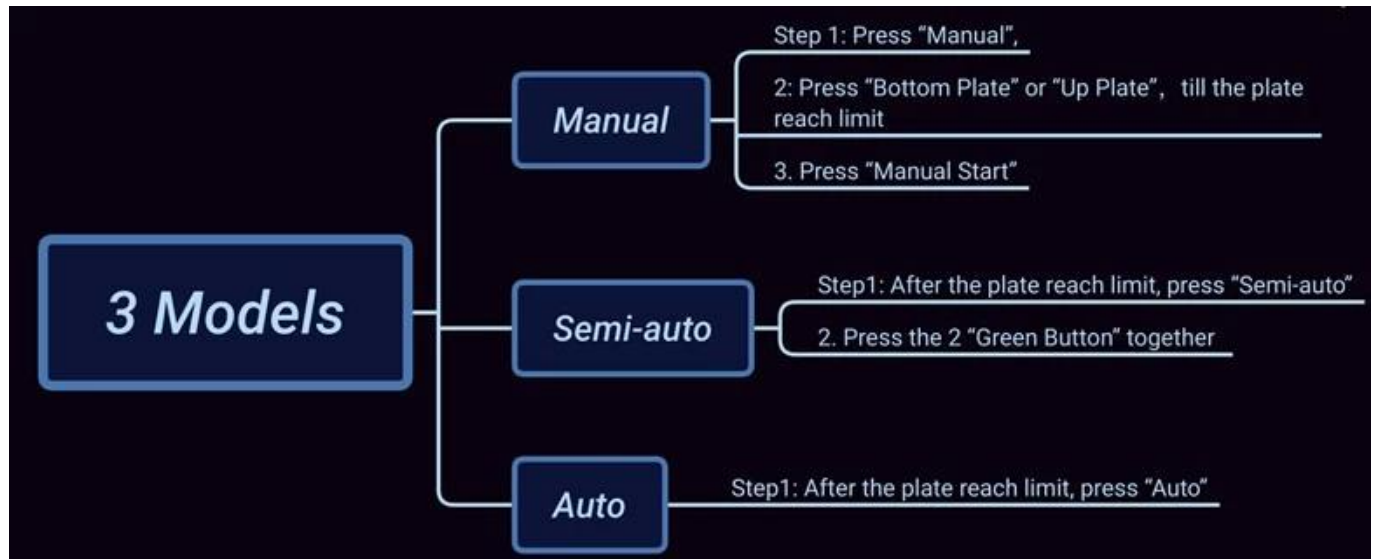 3 Models
Manual
Step 1: Press “Manual”,
2: Press “Bottom Plate” or “Up Plate”,  till the plate
reach limit
3. Press “Manual Start”
Semi-auto
Step1: After the plate reach limit, press “Semi-auto”
2. Press the 2 “Green Button” together
Auto
Step1: After the plate reach limit, press “Auto”